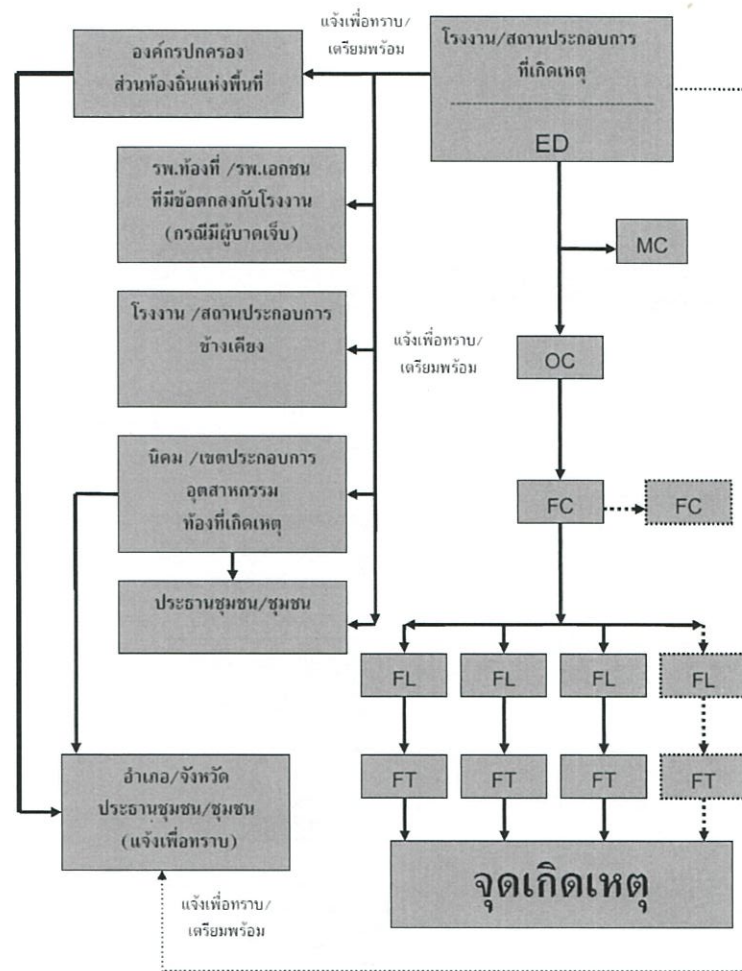 แจ้งเพื่อทราบ/
เตรียมพร้อม
องค์กรปกครอง
ส่วนท้องถิ่นแห่งพื้นที่
โรงงาน/สถานประกอบการ
ที่เกิดเหตุ
ED
รพ.ท้องที่ /รพ.เอกชน
ที่มีข้อตกลงกับโรงงาน
(กรณีมีผู้บาดเจ็บ)
MC
โรงงาน /สถานประกอบการ
ข้างเคียง
แจ้งเพื่อทราบ/
เตรียมพร้อม
OC
นิคม /เขตประกอบการ
อุตสาหกรรม
ท้องที่เกิดเหตุ
FC
FC
ประธานชุมชน/ชุมชน
FL
FL
FL
FL
FT
FT
FT
FT
อำเภอ/จังหวัด
ประธานชุมชน/ชุมชน
(แจ้งเพื่อทราบ)
จุดเกิดเหตุ
แจ้งเพื่อทราบ/
เตรียมพร้อม